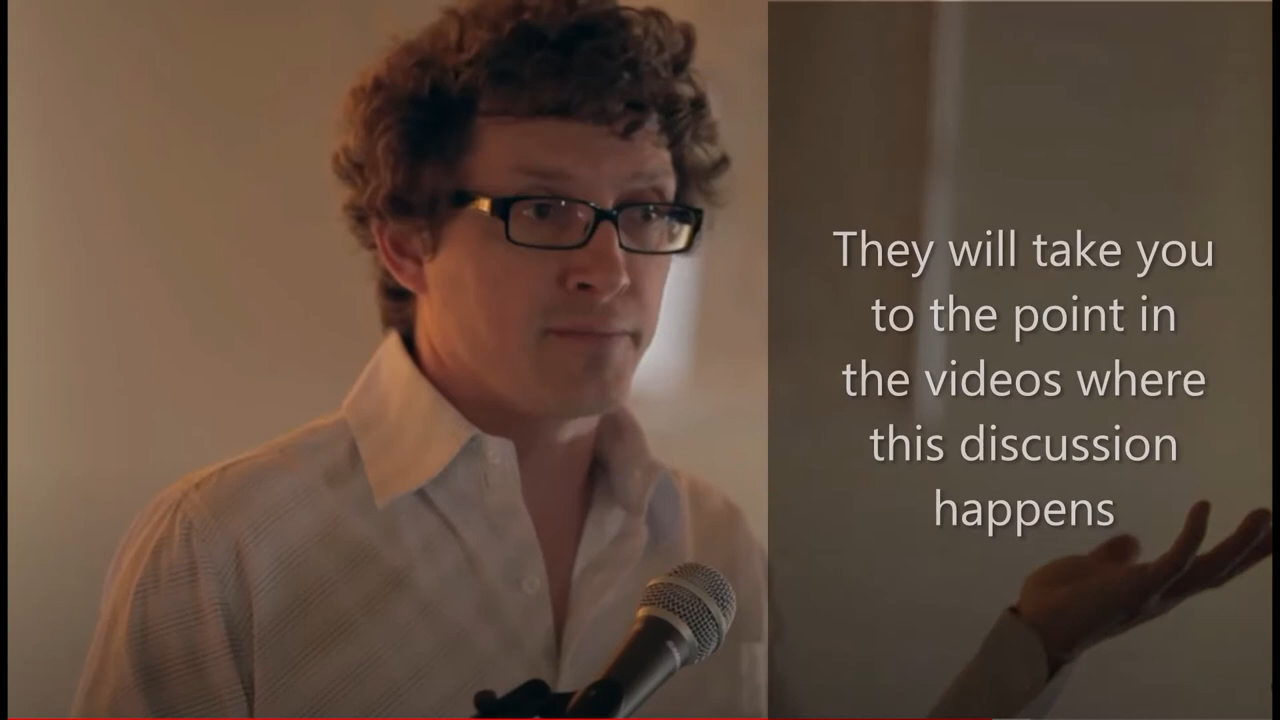 They will take you
to the point in
the videos where
this discussion
happens